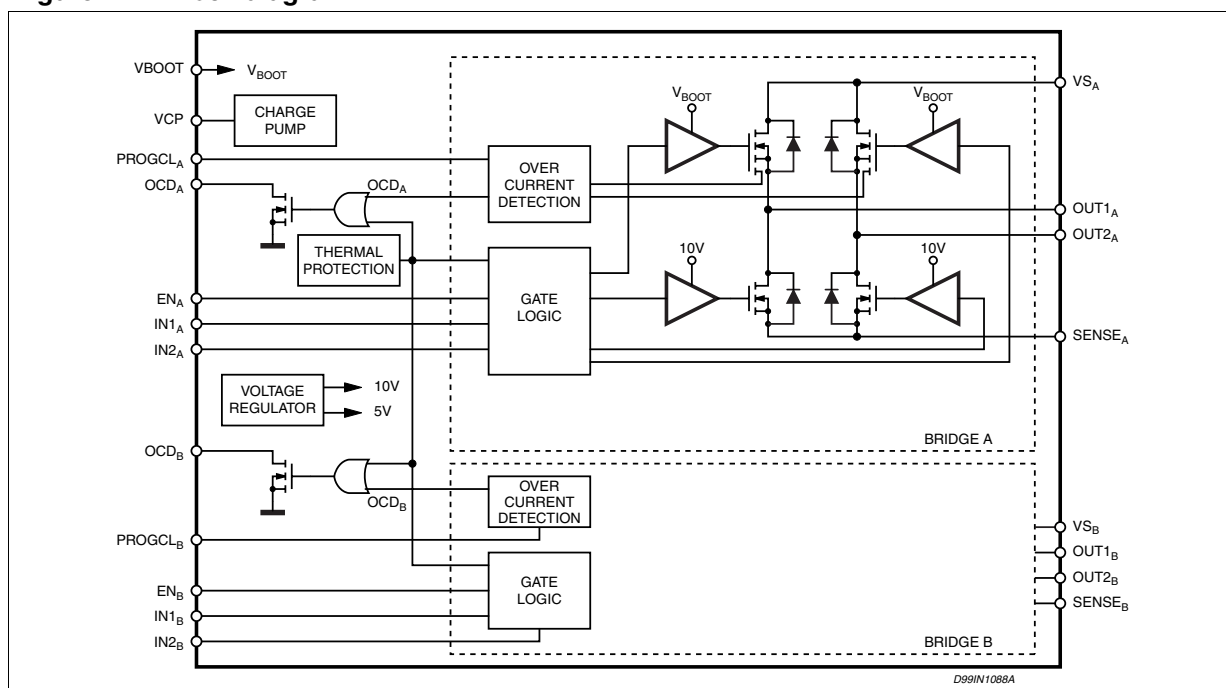 VBOOT
VBOOT
VCP
CHARGE
PUMP
PROGCLA
OCDA
OCDA
THERMAL
PROTECTION
ENA
IN1A
IN2A
OVER
CURRENT
DETECTION
GATE
LOGIC
VBOOT
VBOOT
10V
10V
VSA
OUT1A
OUT2A
SENSEA
VOLTAGE
REGULATOR
10V
5V
BRIDGE A
OCDB
OCDB
OVER
CURRENT
DETECTION
PROGCLB
GATE
LOGIC
ENB
IN1B
IN2B
VSB
OUT1B
OUT2B
SENSEB
BRIDGE B
D99IN1088A